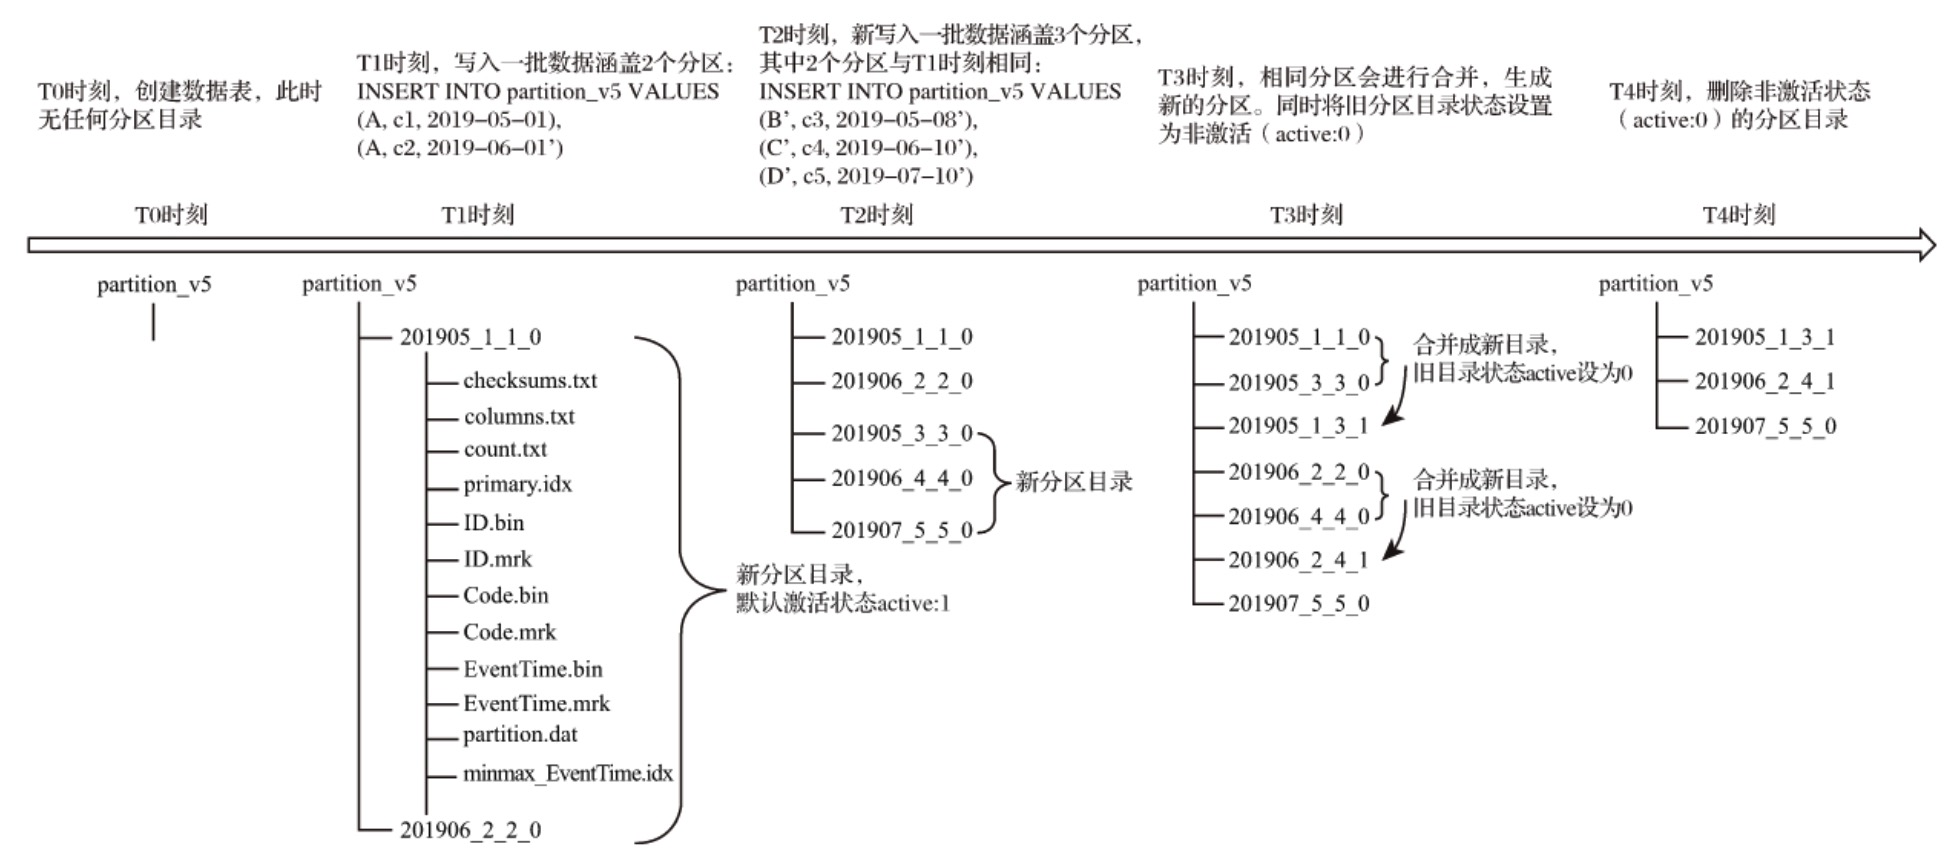 T0时刻，创建数据表，此时
无任何分区目录
T1时刻，写入一批数据涵盖2个分区：
INSERT INTO partition_v5 VALUES
(A, c1, 2019–05–01),
(A, c2, 2019–06–01’)
T2时刻，新写入一批数据涵盖3个分区，
其中2个分区与T1时刻相同：
INSERT INTO partition_v5 VALUES
(B’, c3, 2019–05–08’),
(C’, c4, 2019–06–10’),
(D’, c5, 2019–07–10’)
T3时刻，相同分区会进行合并，生成
新的分区。同时将旧分区目录状态设置
为非激活（active:0）
T4时刻，删除非激活状态
（active:0）的分区目录
T0时刻
T1时刻
T2时刻
T3时刻
T4时刻
partition_v5
partition_v5
201905_1_1_0
checksums.txt
columns.txt
count.txt
primary.idx
ID.bin
ID.mrk
Code.bin
Code.mrk
EventTime.bin
EventTime.mrk
partition.dat
minmax_EventTime.idx
201906_2_2_0
新分区目录，
默认激活状态active:1
partition_v5
201905_1_1_0
201906_2_2_0
201905_3_3_0
201906_4_4_0
201907_5_5_0
新分区目录
partition_v5
201905_1_1_0
201905_3_3_0
201905_1_3_1
合并成新目录，
旧目录状态active设为0
201906_2_2_0
201906_4_4_0
201906_2_4_1
合并成新目录，
旧目录状态active设为0
201907_5_5_0
partition_v5
201905_1_3_1
201906_2_4_1
201907_5_5_0